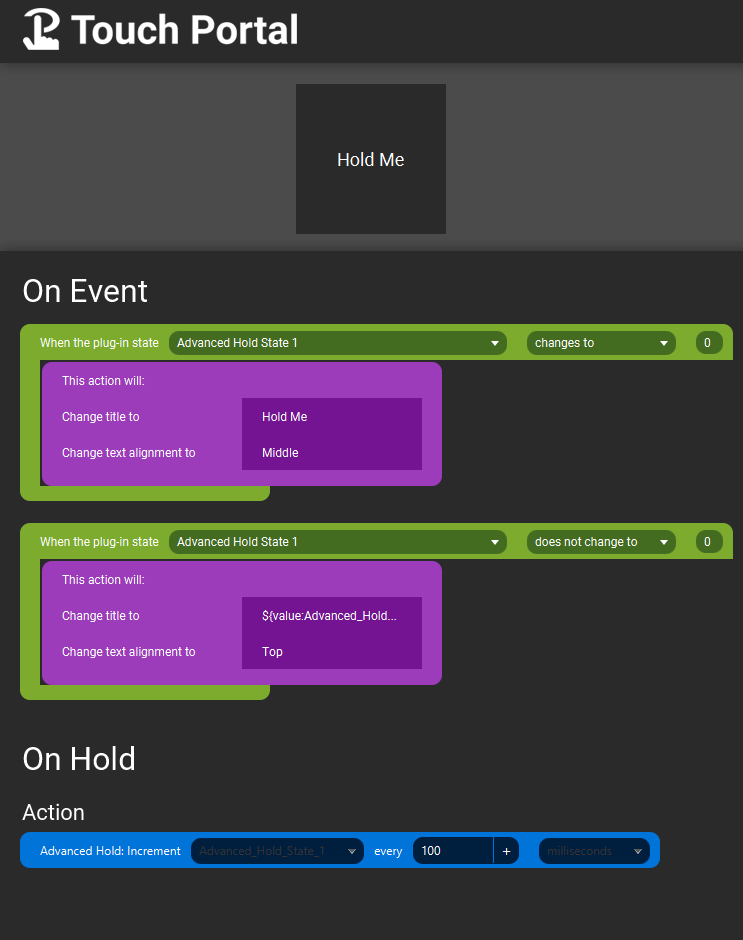 Touch Portal
Hold Me
On Event
When the plug-in state Advanced Hold State 1 changes to 0
This action will:
Change title to Hold Me
Change text alignment to Middle
When the plug-in state Advanced Hold State 1 does not change to 0
This action will:
Change title to ${value:Advanced_Hold...
Change text alignment to Top
On Hold
Action
Advanced Hold: Increment Advanced_Hold_State_1 every 100 + milliseconds